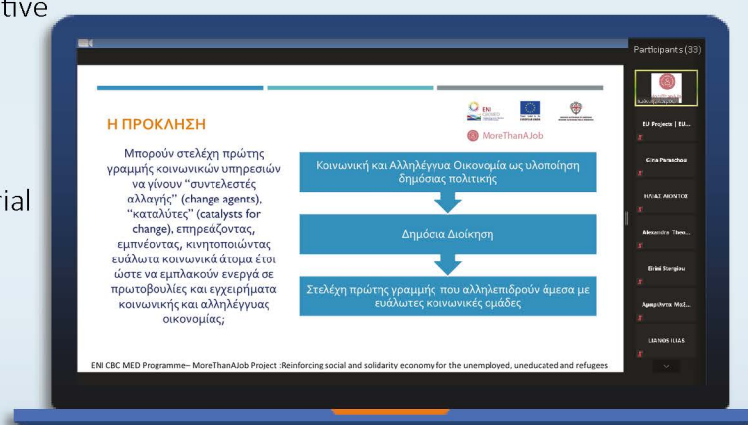 tive
rial
Participants (33)
Η ΠΡΟΚΛΗΣΗ
ENI
MoreThanAJob
Μπορούν στελέχη πρώτης
γραμμής κοινωνικών υπηρεσιών
να γίνουν “συντελεστές
αλλαγής” (change agents),
“καταλύτες” (catalysts for
change), επηρεάζοντας,
εμπνέοντας, κινητοποιώντας
ευάλωτα κοινωνικά άτομα έτσι
ώστε να εμπλακούν ενεργά σε
πρωτοβουλίες και εγχειρήματα
κοινωνικής και αλληλέγγυας
οικονομίας;
Κοινωνική και Αλληλέγγυα Οικονομία ως υλοποίηση
δημόσιας πολιτικής
Δημόσια Διοίκηση
Στελέχη πρώτης γραμμής που αλληλεπιδρούν άμεσα με
ευάλωτες κοινωνικές ομάδες
ENI CBC MED Programme– MoreThanAJob Project :Reinforcing social and solidarity economy for the unemployed, uneducated and refugees
EU Projects | EU...
Gina Paraschou
ΗΛΙΑΣ ΛΙΟΝΤΟΣ
Alexandra Theo...
Eirini Stergiou
LIANOS ILIAS